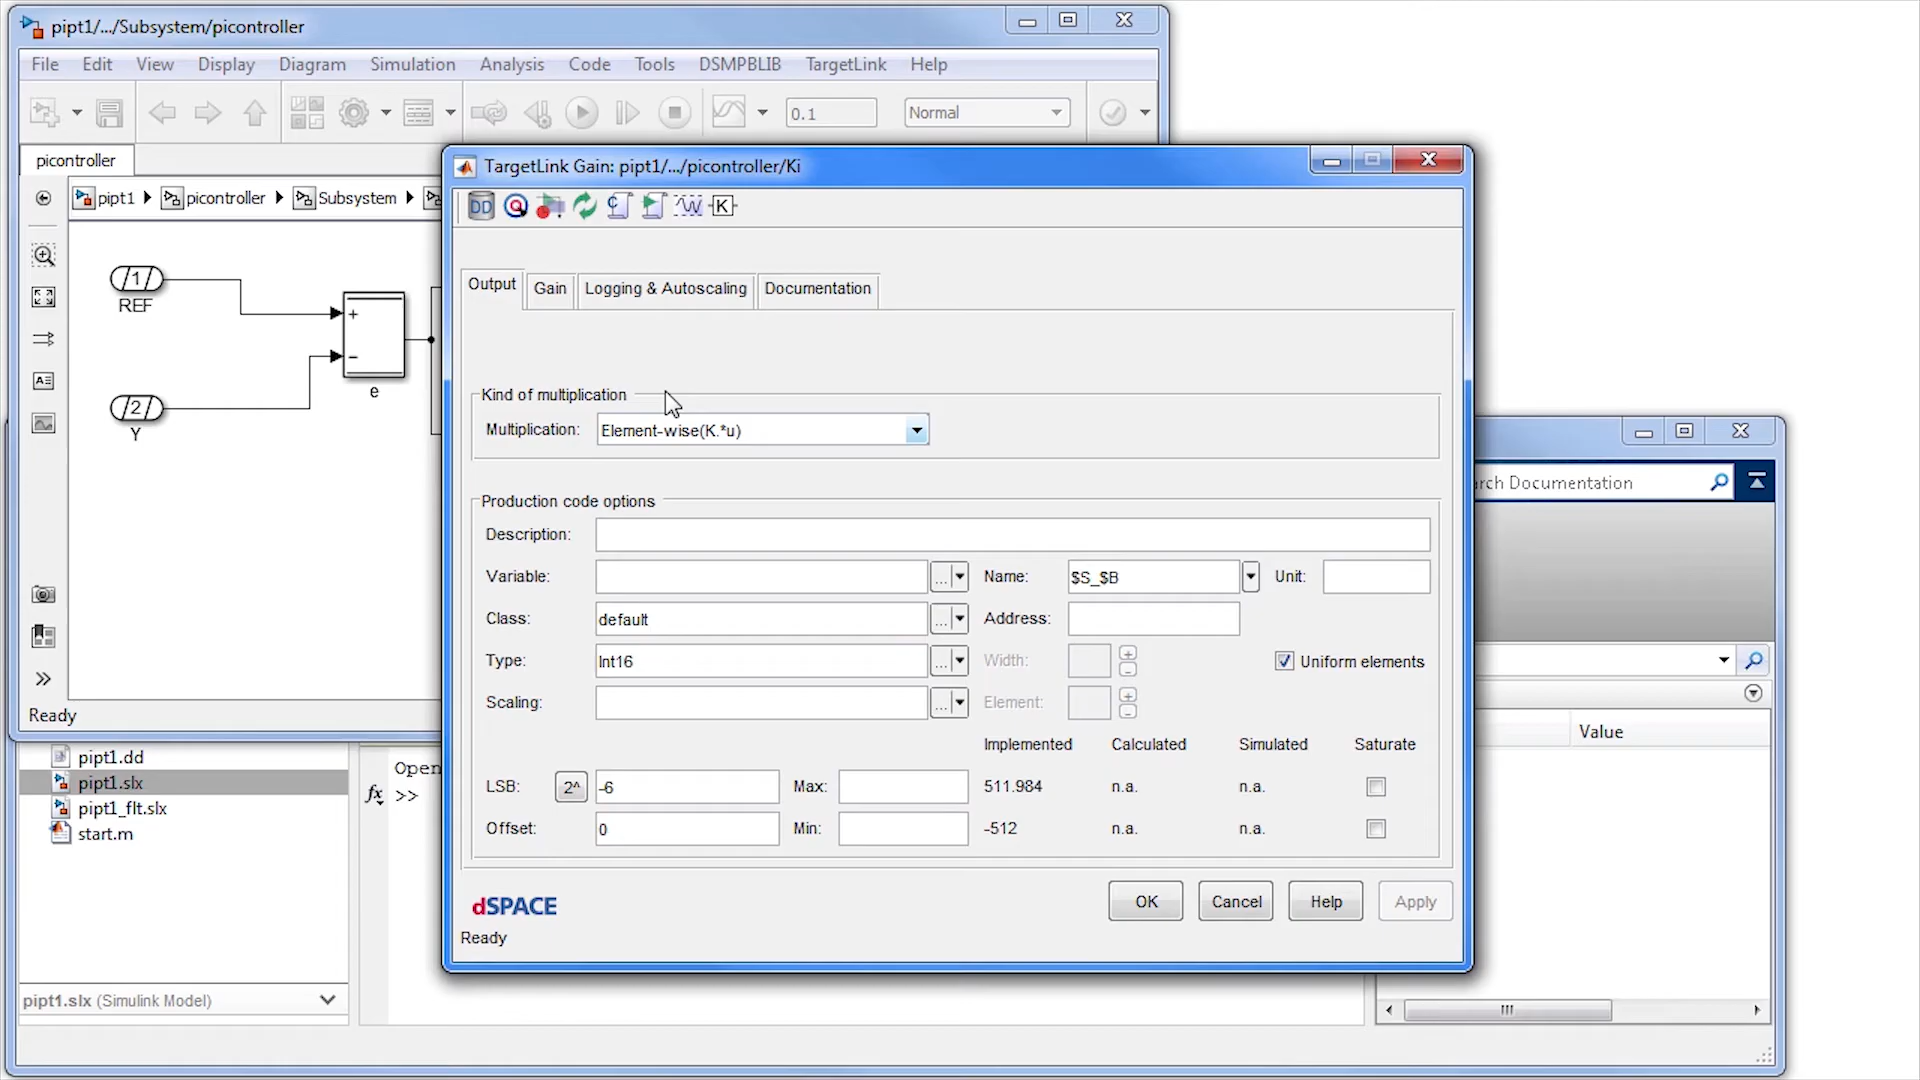 pipt1/.../Subsystem/picontroller
File Edit View Display Diagram Simulation Analysis Code Tools DSMPBLIB TargetLink Help
0.1 Normal
picontroller
pipt1 picontroller Subsystem
1
REF
2
Y
+
−
e
Ready
TargetLink Gain: pipt1/.../picontroller/Ki
DD K
Output Gain Logging & Autoscaling Documentation
Kind of multiplication
Multiplication: Element-wise(K.*u)
Production code options
Description:
Variable: ... Name: $S_$B Unit:
Class: default ... Address:
Type: Int16 ... Width: + - Uniform elements
Scaling: ... Element: + -
Implemented Calculated Simulated Saturate
LSB: 2^ -6 Max: 511.984 n.a. n.a.
Offset: 0 Min: -512 n.a. n.a.
dSPACE
OK Cancel Help Apply
Ready
rch Documentation
Value
pipt1.dd
pipt1.slx
pipt1_flt.slx
start.m
pipt1.slx (Simulink Model)
Open
fx >>